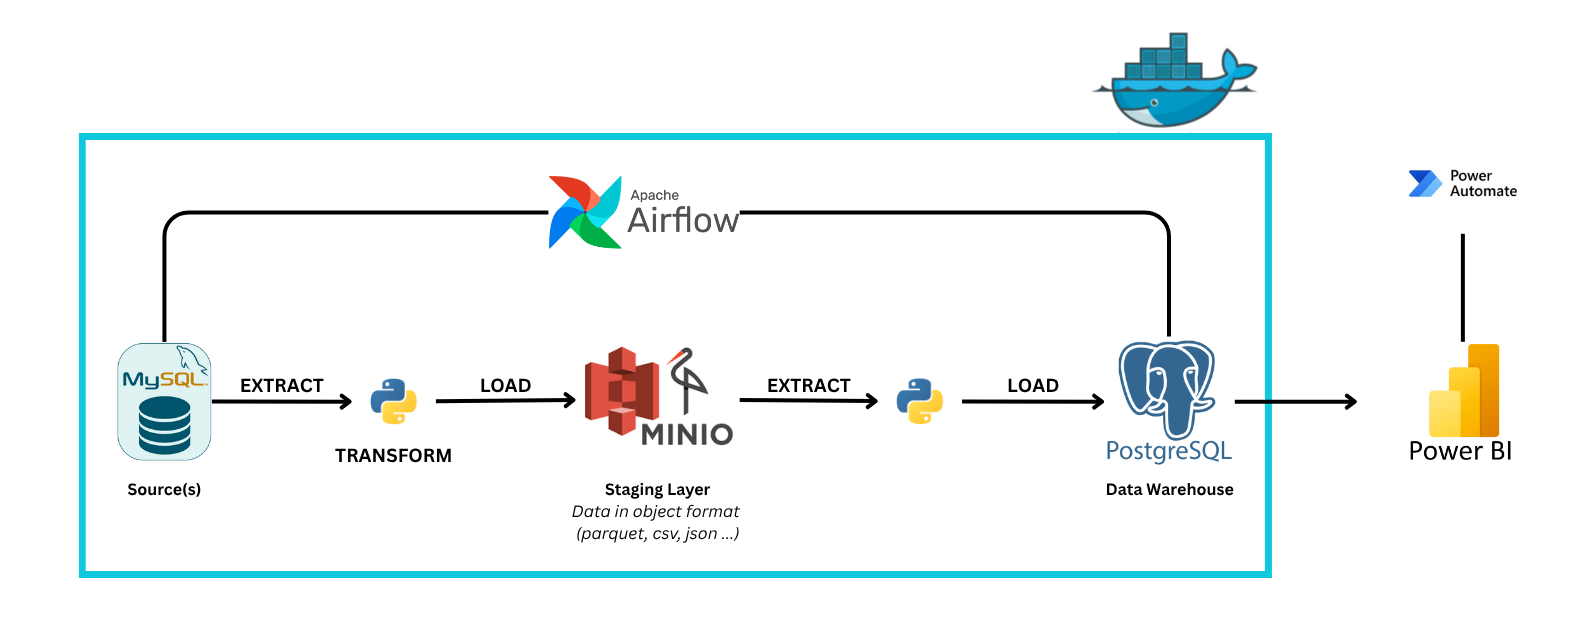 Power
Automate
Apache
Airflow
MySQL
EXTRACT
LOAD
EXTRACT
LOAD
MINIO
TRANSFORM
PostgreSQL
Power BI
Source(s)
Staging Layer
Data Warehouse
Data in object format
(parquet, csv, json ...)